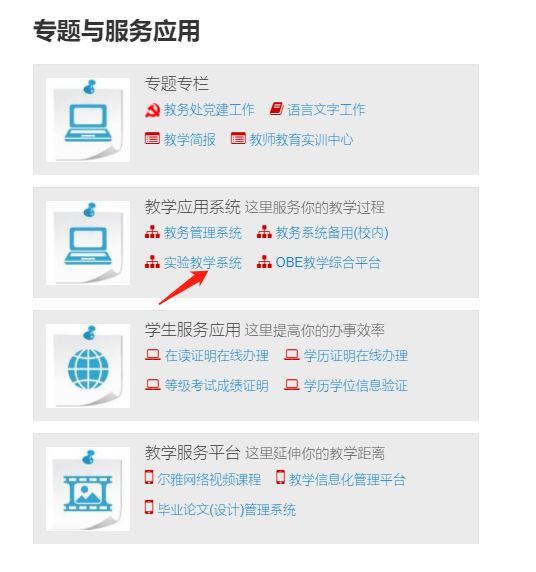 专题与服务应用
专题专栏
教务处党建工作 语言文字工作
教学简报 教师教育实训中心
教学应用系统 这里服务你的教学过程
教务管理系统 教务系统备用(校内)
实验教学系统 OBE教学综合平台
学生服务应用 这里提高你的办事效率
在读证明在线办理 学历证明在线办理
等级考试成绩证明 学历学位信息验证
教学服务平台 这里延伸你的教学距离
尔雅网络视频课程 教学信息化管理平台
毕业论文(设计)管理系统